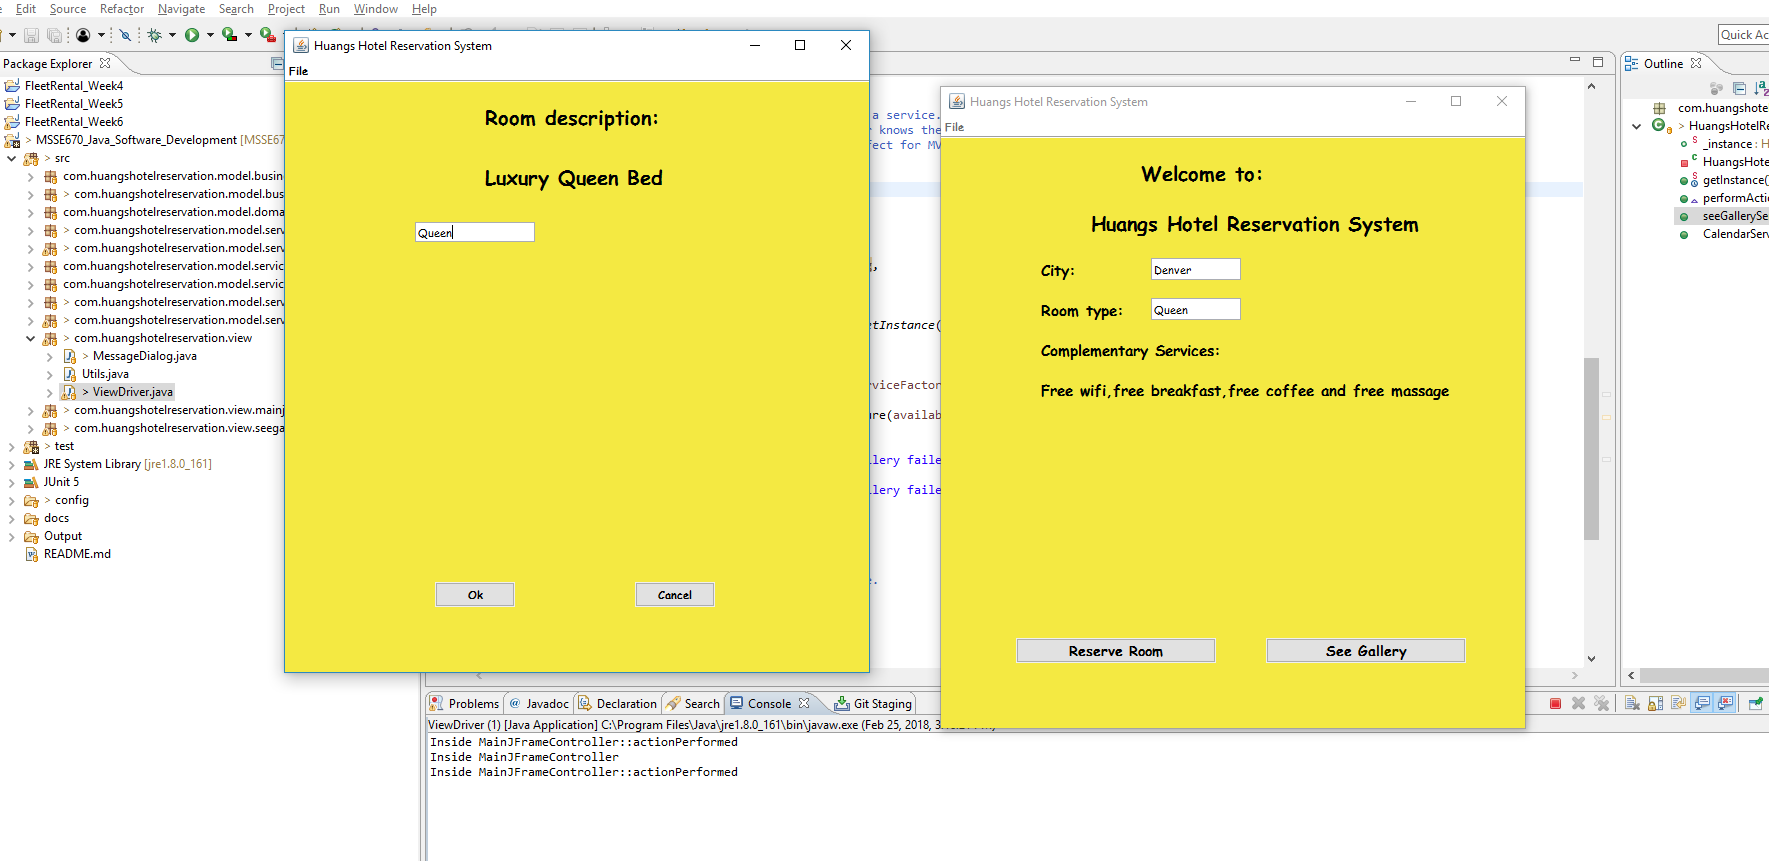 Edit Source Refactor Navigate Search Project Run Window Help
Quick Ac
Package Explorer
FleetRental_Week4
FleetRental_Week5
FleetRental_Week6
> MSSE670_Java_Software_Development [MSSE67
> src
com.huangshotelreservation.model.busin
> com.huangshotelreservation.model.bus
com.huangshotelreservation.model.doma
> com.huangshotelreservation.model.serv
> com.huangshotelreservation.model.serv
com.huangshotelreservation.model.servic
com.huangshotelreservation.model.servic
> com.huangshotelreservation.model.serv
> com.huangshotelreservation.model.serv
> com.huangshotelreservation.view
> MessageDialog.java
Utils.java
> ViewDriver.java
> com.huangshotelreservation.view.mainj
> com.huangshotelreservation.view.seega
> test
JRE System Library [jre1.8.0_161]
JUnit 5
> config
docs
Output
README.md
Huangs Hotel Reservation System
File
Room description:
Luxury Queen Bed
Queen
Ok Cancel
a service.
r knows the
fect for MV
etInstance(
rviceFactor
ure(availab
llery faile
llery faile
Huangs Hotel Reservation System
File
Welcome to:
Huangs Hotel Reservation System
City: Denver
Room type: Queen
Complementary Services:
Free wifi,free breakfast,free coffee and free massage
Reserve Room See Gallery
Outline
com.huangshote
> HuangsHotelRe
_instance : H
HuangsHote
getInstance(
performActio
seeGallerySe
CalendarServ
Problems @ Javadoc Declaration Search Console Git Staging
ViewDriver (1) [Java Application] C:\Program Files\Java\jre1.8.0_161\bin\javaw.exe (Feb 25, 2018,
Inside MainJFrameController::actionPerformed
Inside MainJFrameController
Inside MainJFrameController::actionPerformed